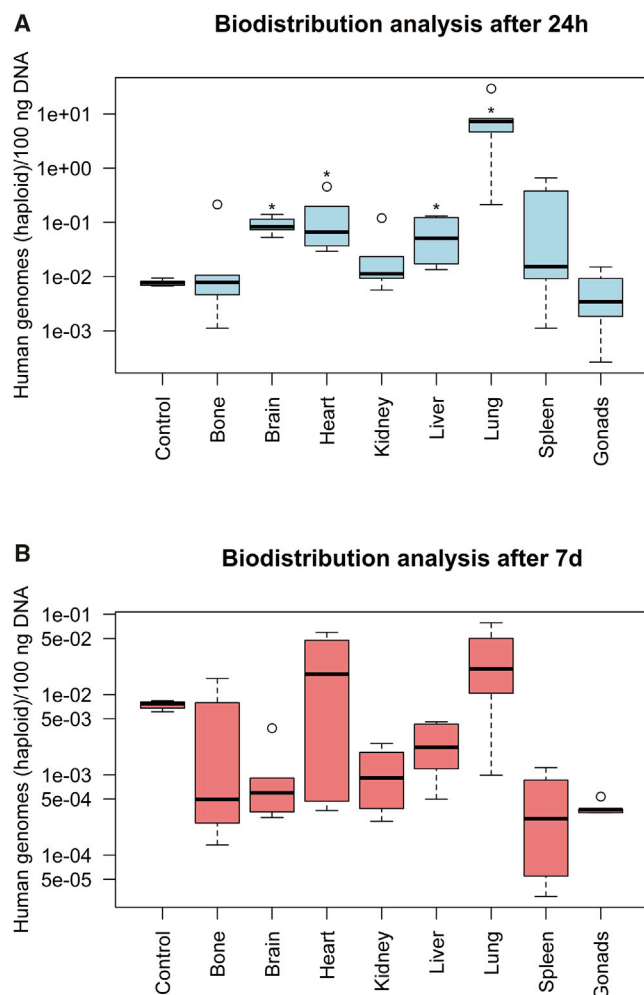 A
Biodistribution analysis after 24h
Human genomes (haploid)/100 ng DNA
1e+01
1e+00
1e-01
1e-02
1e-03
*
*
*
*
Control
Bone
Brain
Heart
Kidney
Liver
Lung
Spleen
Gonads
B
Biodistribution analysis after 7d
Human genomes (haploid)/100 ng DNA
1e-01
5e-02
1e-02
5e-03
1e-03
5e-04
1e-04
5e-05
Control
Bone
Brain
Heart
Kidney
Liver
Lung
Spleen
Gonads